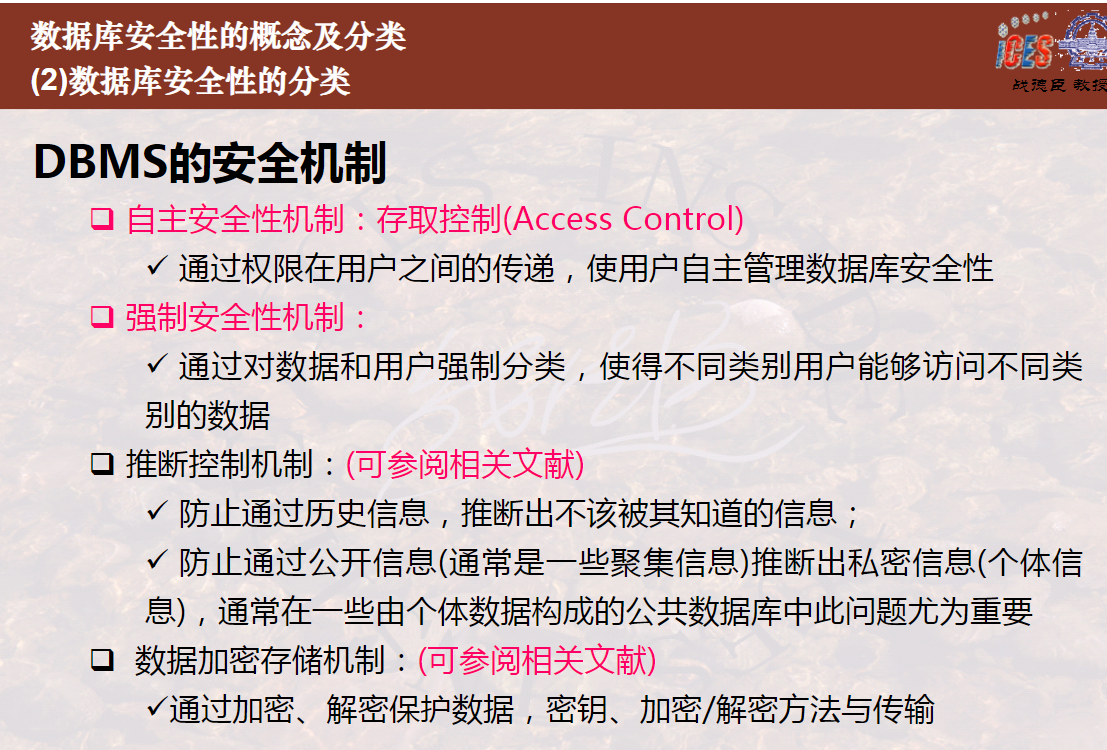 数据库安全性的概念及分类
(2)数据库安全性的分类
iCES
战德臣 教授
DBMS的安全机制
❑ 自主安全性机制：存取控制(Access Control)
✓ 通过权限在用户之间的传递，使用户自主管理数据库安全性
❑ 强制安全性机制：
✓ 通过对数据和用户强制分类，使得不同类别用户能够访问不同类
别的数据
❑ 推断控制机制：(可参阅相关文献)
✓ 防止通过历史信息，推断出不该被其知道的信息；
✓ 防止通过公开信息(通常是一些聚集信息)推断出私密信息(个体信
息)，通常在一些由个体数据构成的公共数据库中此问题尤为重要
❑ 数据加密存储机制：(可参阅相关文献)
✓通过加密、解密保护数据，密钥、加密/解密方法与传输